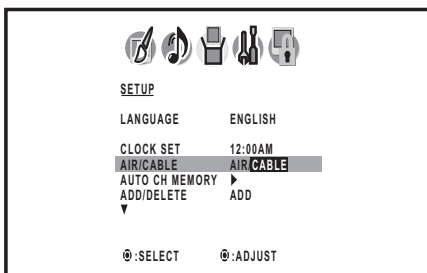 SETUP
LANGUAGE ENGLISH
CLOCK SET 12:00AM
AIR/CABLE AIR/CABLE
AUTO CH MEMORY
ADD/DELETE ADD
:SELECT :ADJUST